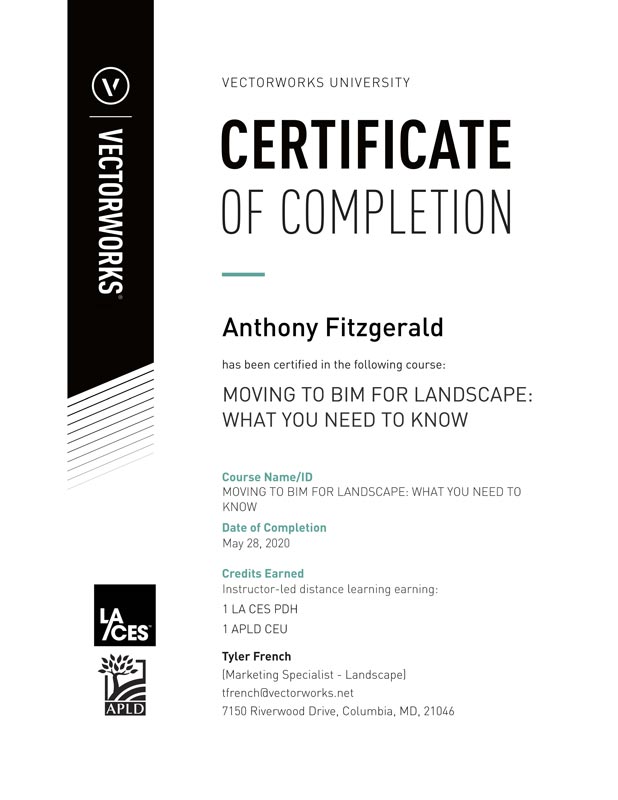 VECTORWORKS®
VECTORWORKS UNIVERSITY
CERTIFICATE
OF COMPLETION
Anthony Fitzgerald
has been certified in the following course:
MOVING TO BIM FOR LANDSCAPE:
WHAT YOU NEED TO KNOW
Course Name/ID
MOVING TO BIM FOR LANDSCAPE: WHAT YOU NEED TO
KNOW
Date of Completion
May 28, 2020
Credits Earned
Instructor-led distance learning earning:
1 LA CES PDH
1 APLD CEU
Tyler French
(Marketing Specialist - Landscape)
tfrench@vectorworks.net
7150 Riverwood Drive, Columbia, MD, 21046
LA
/CES™
APLD